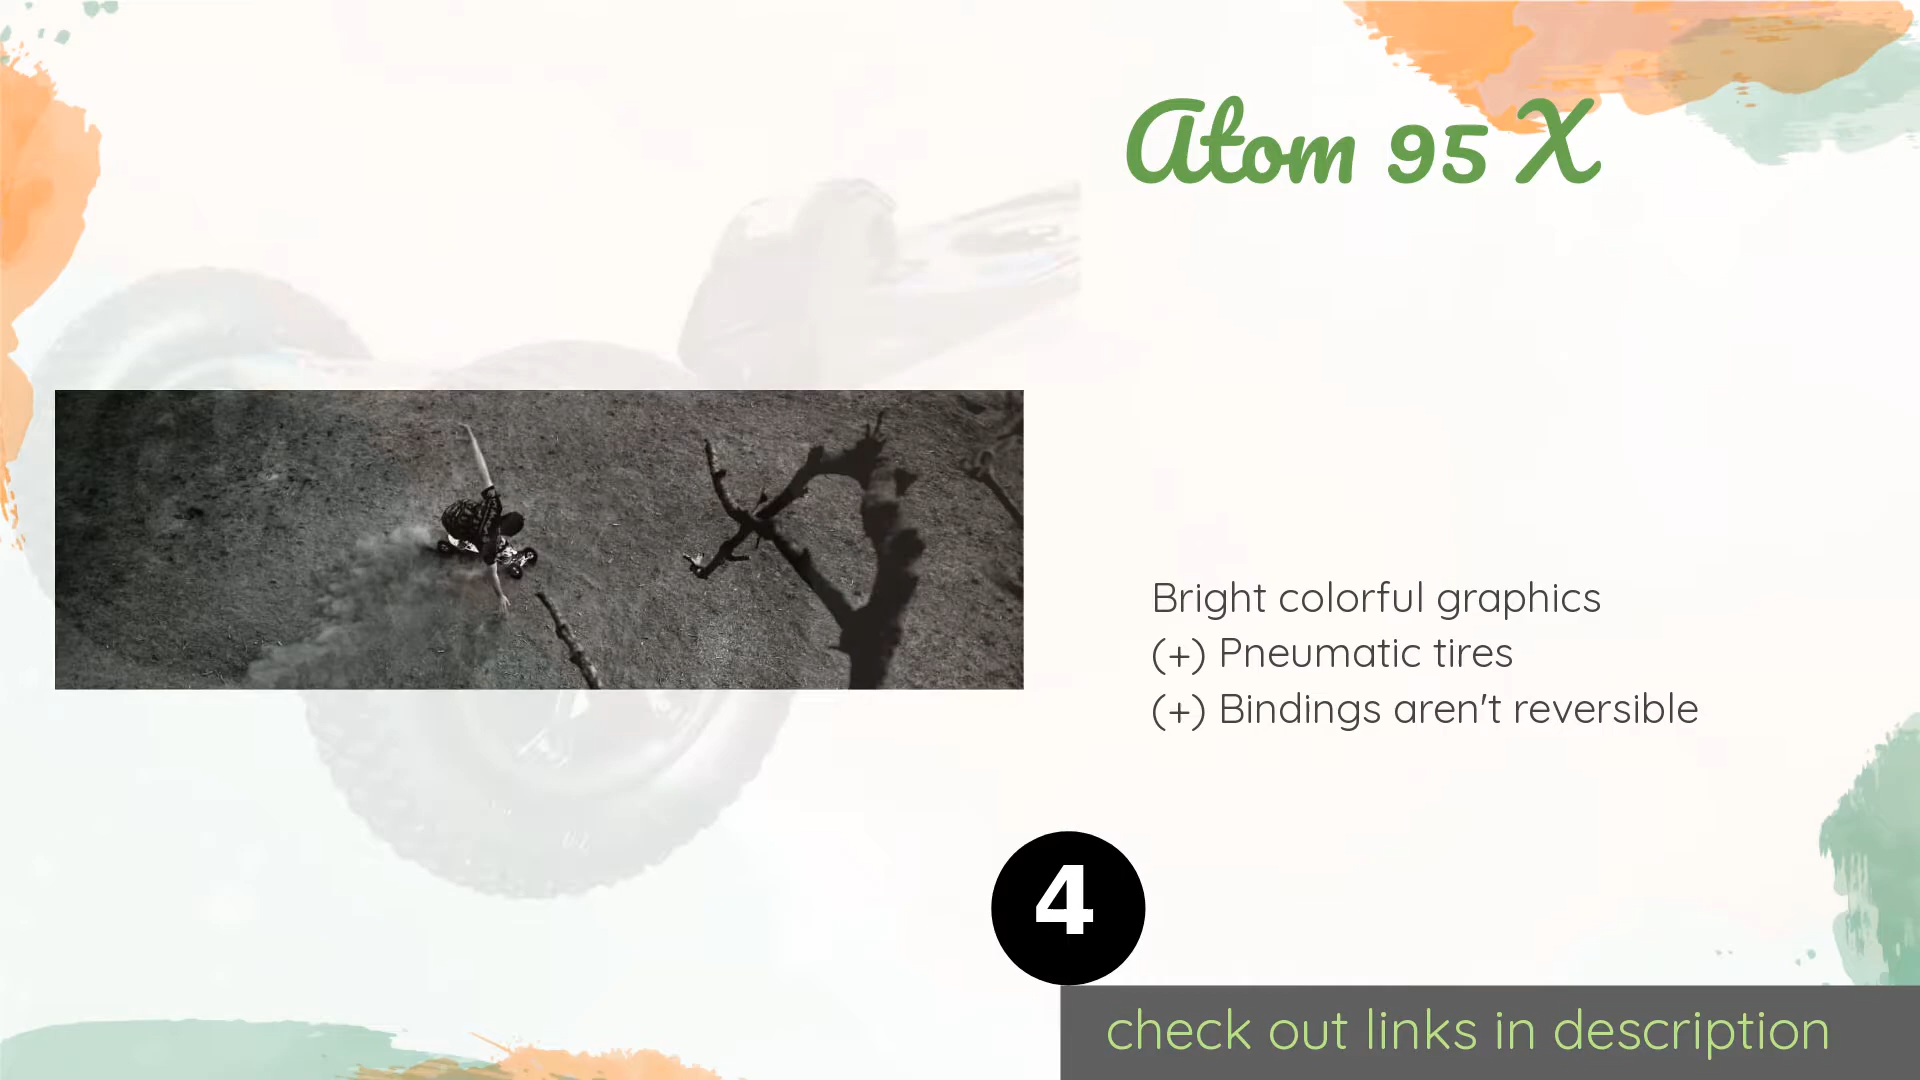 Atom 95 X
Bright colorful graphics
(+) Pneumatic tires
(+) Bindings aren't reversible
4
check out links in description